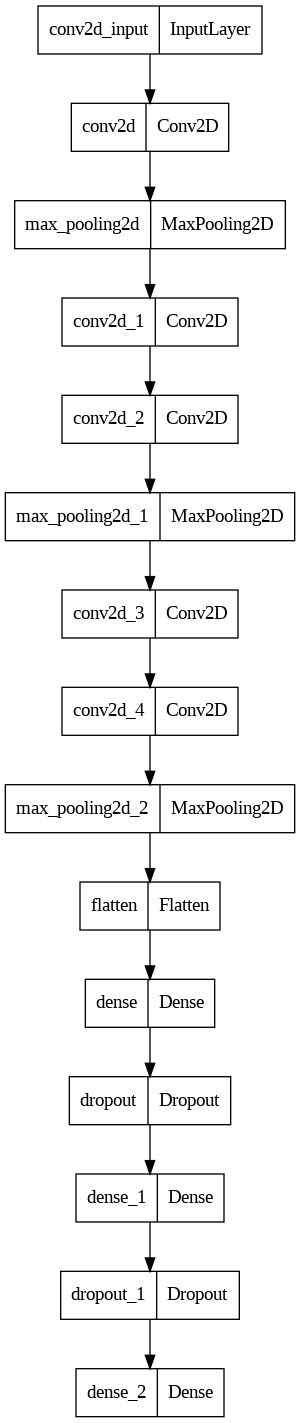 conv2d_input InputLayer
conv2d Conv2D
max_pooling2d MaxPooling2D
conv2d_1 Conv2D
conv2d_2 Conv2D
max_pooling2d_1 MaxPooling2D
conv2d_3 Conv2D
conv2d_4 Conv2D
max_pooling2d_2 MaxPooling2D
flatten Flatten
dense Dense
dropout Dropout
dense_1 Dense
dropout_1 Dropout
dense_2 Dense